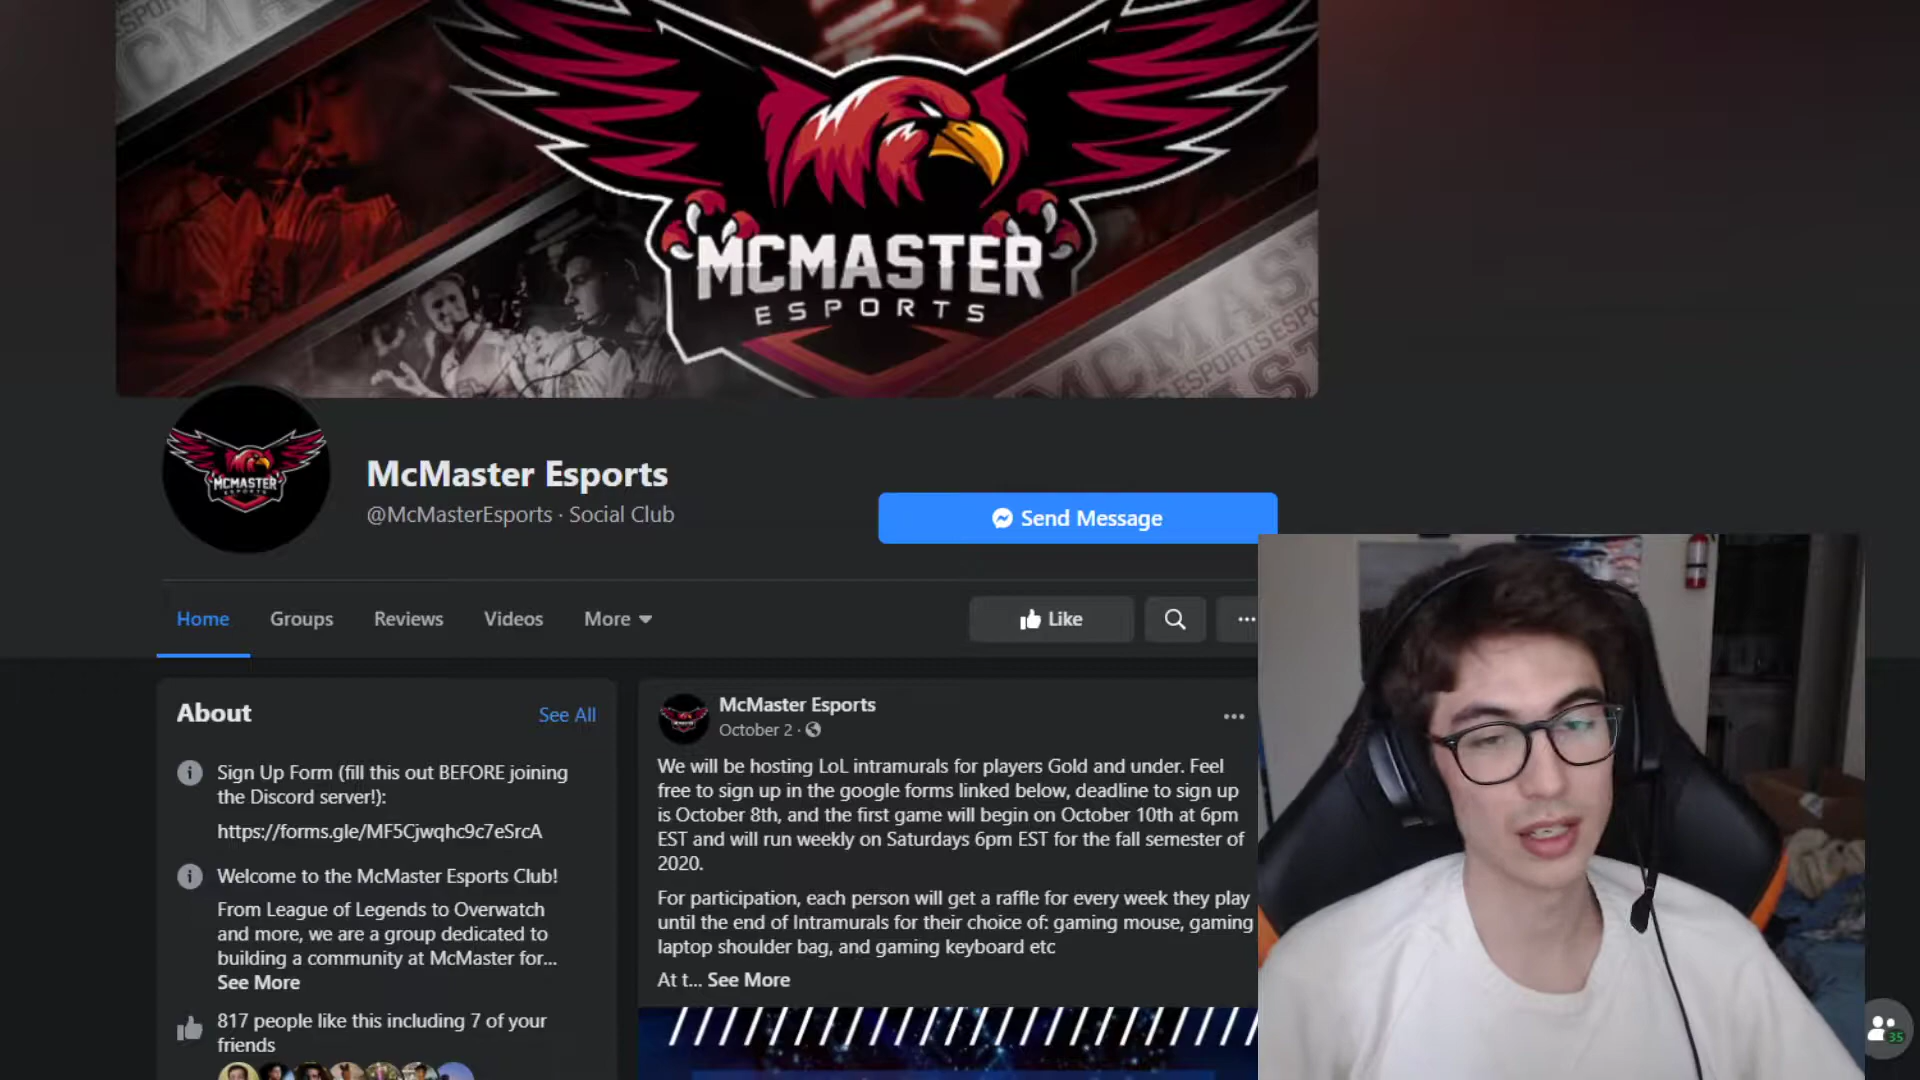 MCMASTER
ESPORTS
MCMASTER
ESPORTS
McMaster Esports
@McMasterEsports · Social Club
Send Message
Home
Groups
Reviews
Videos
More
Like
About
See All
Sign Up Form (fill this out BEFORE joining
the Discord server!):
https://forms.gle/MF5Cjwqhc9c7eSrcA
Welcome to the McMaster Esports Club!
From League of Legends to Overwatch
and more, we are a group dedicated to
building a community at McMaster for...
See More
817 people like this including 7 of your
friends
McMaster Esports
October 2 ·
We will be hosting LoL intramurals for players Gold and under. Feel
free to sign up in the google forms linked below, deadline to sign up
is October 8th, and the first game will begin on October 10th at 6pm
EST and will run weekly on Saturdays 6pm EST for the fall semester of
2020.
For participation, each person will get a raffle for every week they play
until the end of Intramurals for their choice of: gaming mouse, gaming
laptop shoulder bag, and gaming keyboard etc
At t... See More
35